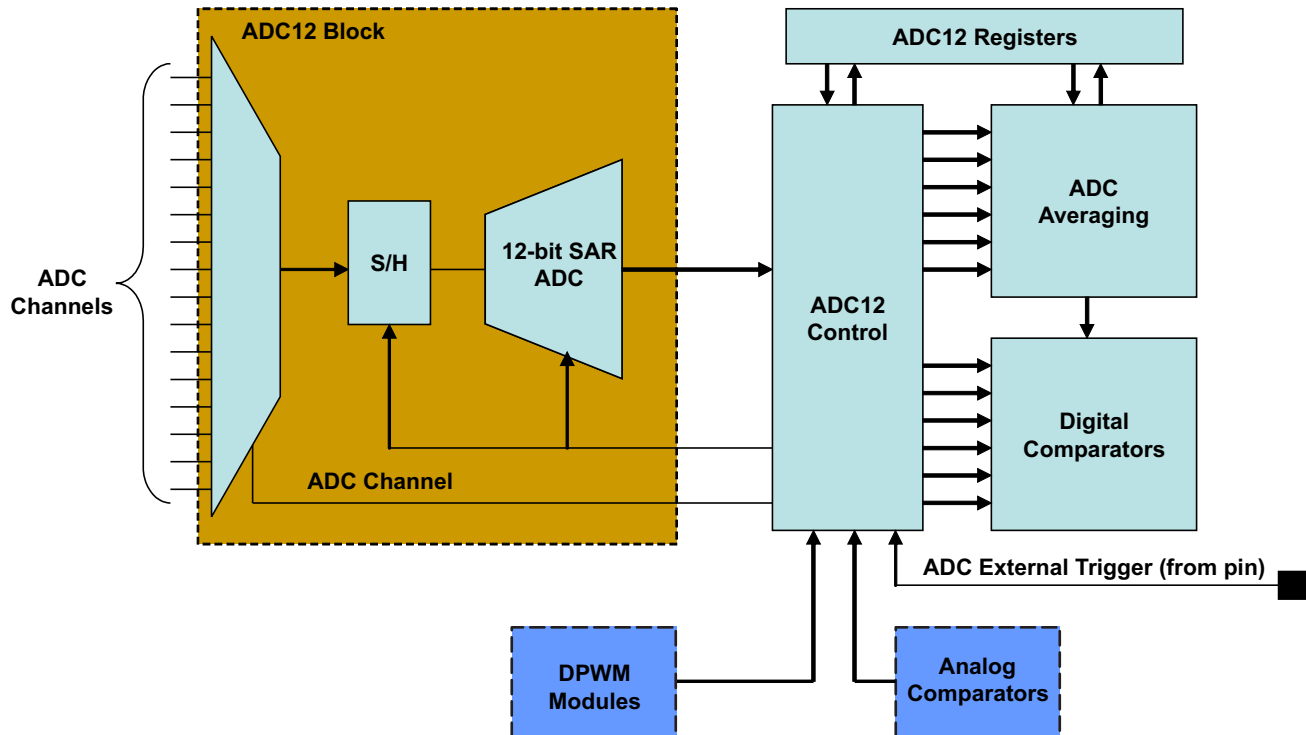 ADC12 Block
ADC12 Registers
ADC
Channels
S/H
12-bit SAR
ADC
ADC12
Control
ADC
Averaging
Digital
Comparators
ADC Channel
ADC External Trigger (from pin)
DPWM
Modules
Analog
Comparators